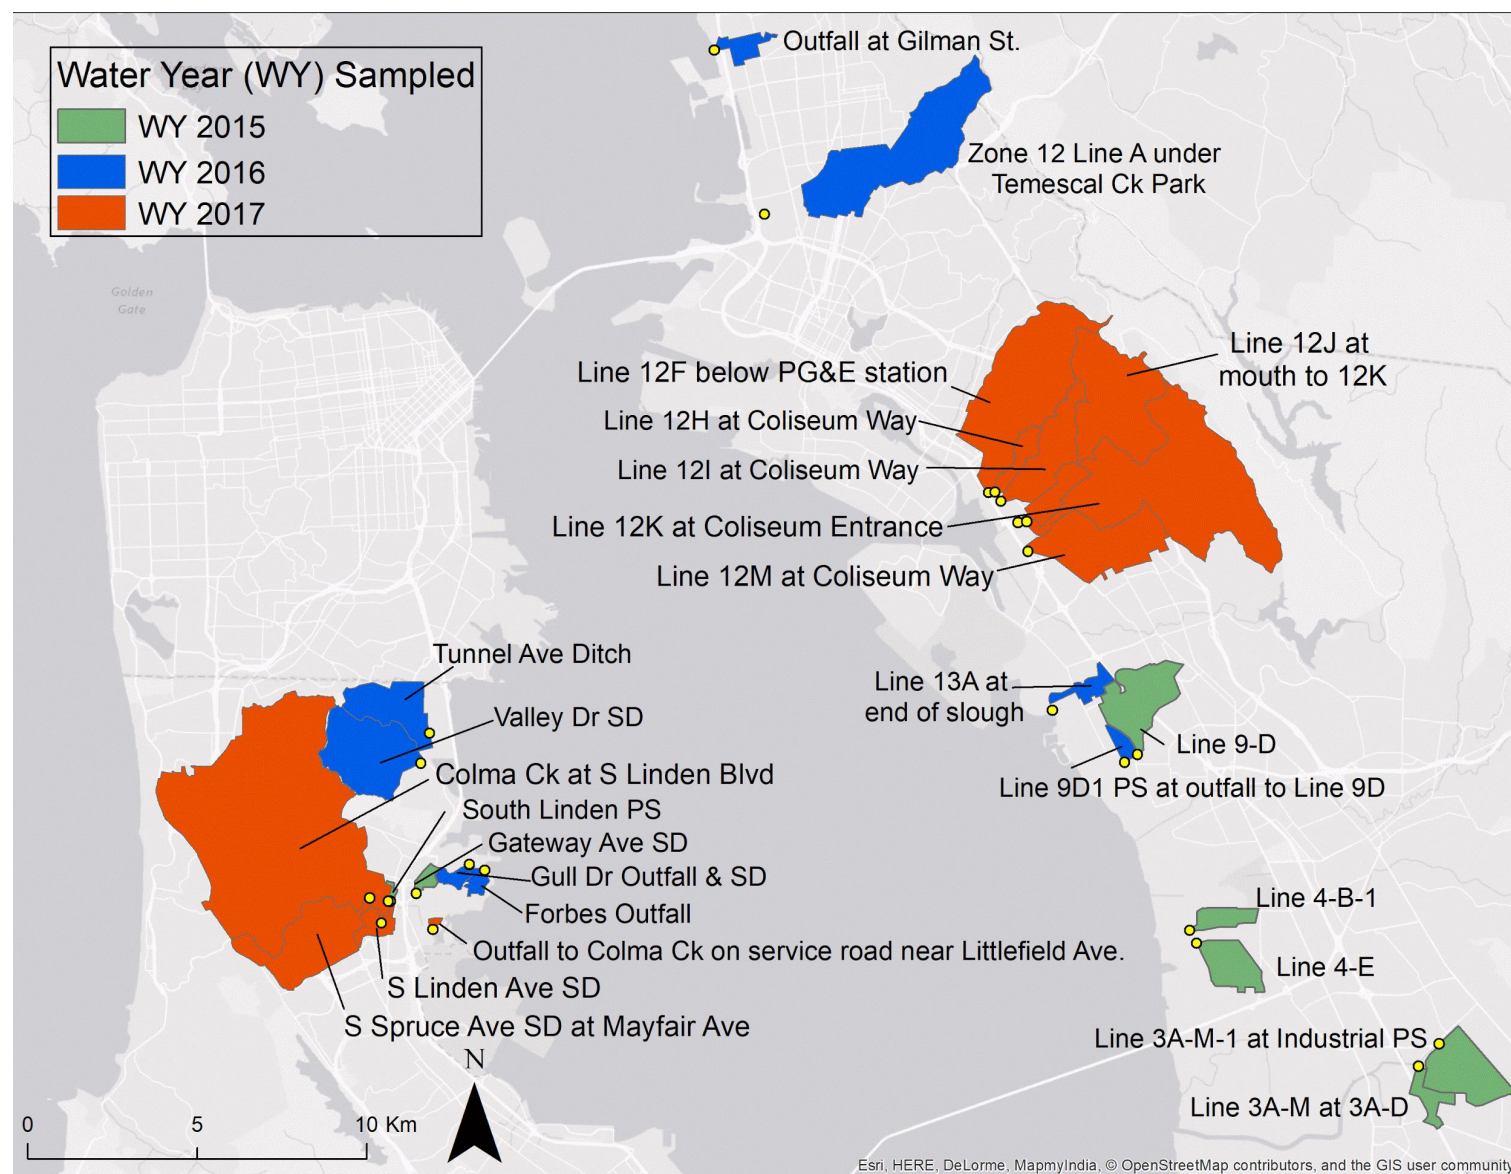 Outfall at Gilman St.
Water Year (WY) Sampled
WY 2015
WY 2016
WY 2017
Zone 12 Line A under
Temescal Ck Park
Golden
Gate
Line 12J at
mouth to 12K
Line 12F below PG&E station
Line 12H at Coliseum Way
Line 12I at Coliseum Way
Line 12K at Coliseum Entrance
Line 12M at Coliseum Way
Tunnel Ave Ditch
Valley Dr SD
Colma Ck at S Linden Blvd
South Linden PS
Gateway Ave SD
Gull Dr Outfall & SD
Forbes Outfall
Outfall to Colma Ck on service road near Littlefield Ave.
S Linden Ave SD
S Spruce Ave SD at Mayfair Ave
Line 13A at
end of slough
Line 9-D
Line 9D1 PS at outfall to Line 9D
Line 4-B-1
Line 4-E
Line 3A-M-1 at Industrial PS
Line 3A-M at 3A-D
N
0 5 10 Km
Esri, HERE, DeLorme, MapmyIndia, © OpenStreetMap contributors, and the GIS user community